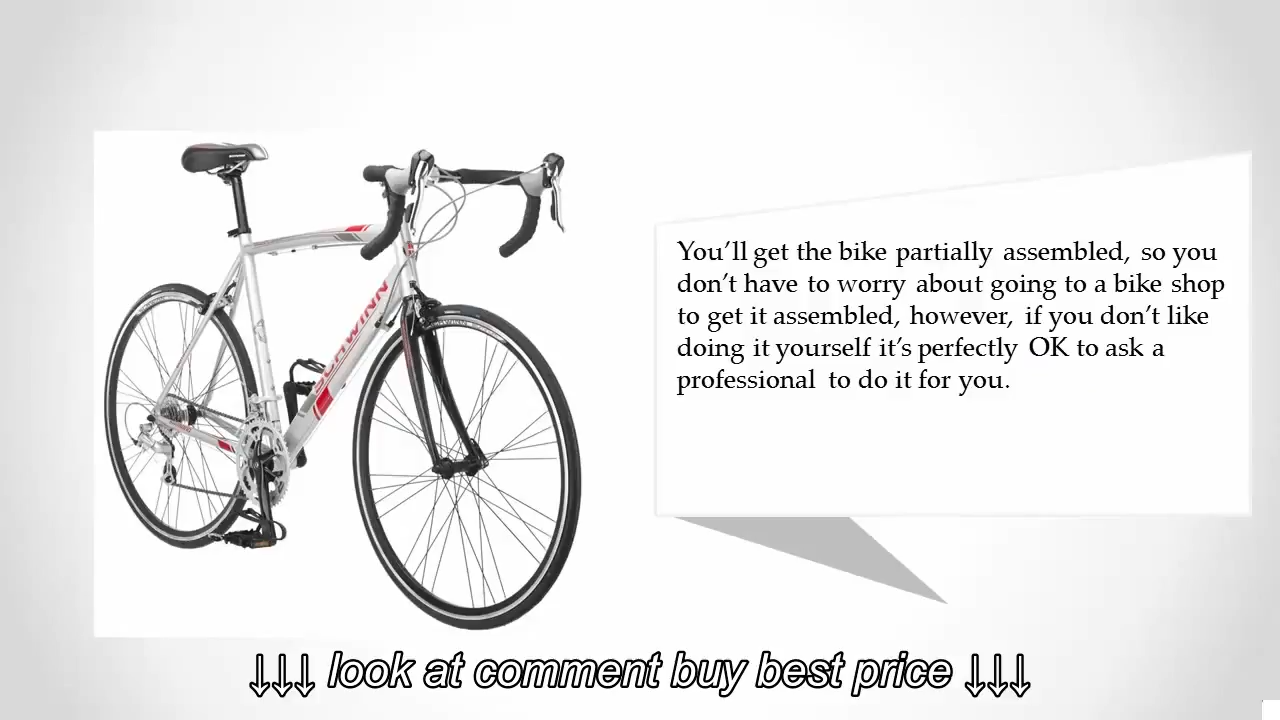 SCHWINN
You'll get the bike partially assembled, so you
don't have to worry about going to a bike shop
to get it assembled, however, if you don't like
doing it yourself it's perfectly OK to ask a
professional to do it for you.
↓↓↓ look at comment buy best price ↓↓↓